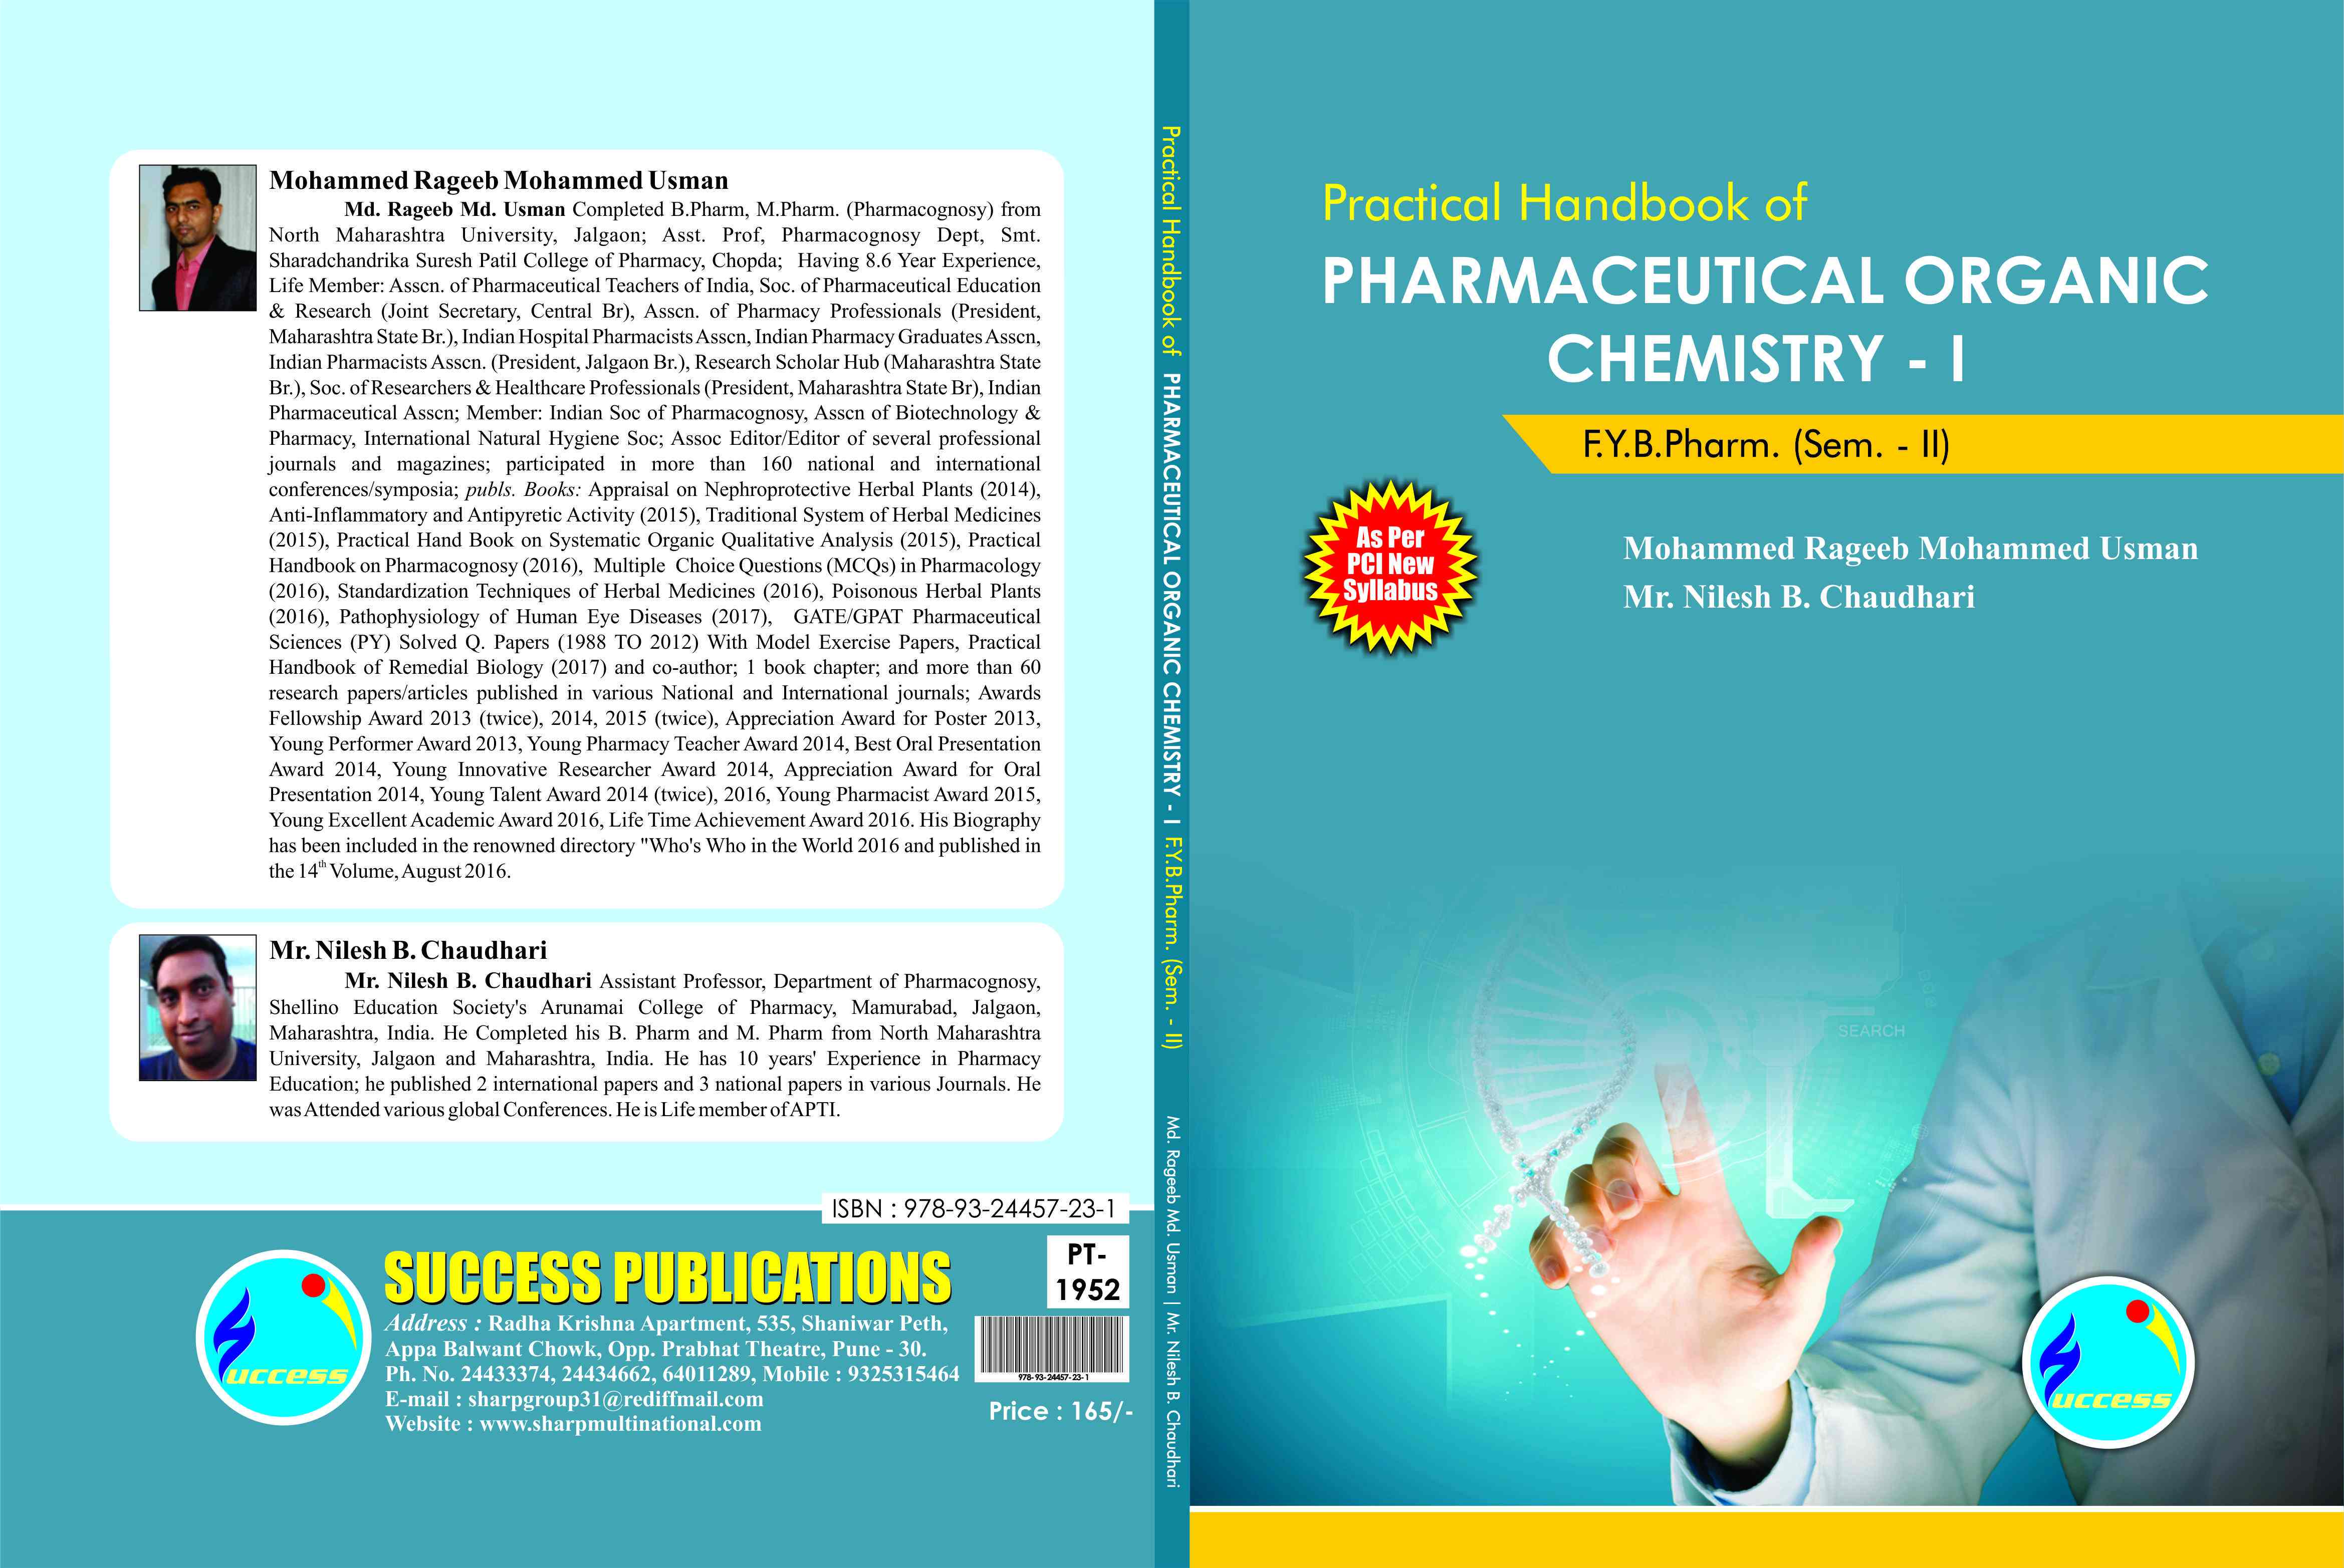 Mohammed Rageeb Mohammed Usman
Md. Rageeb Md. Usman Completed B.Pharm, M.Pharm. (Pharmacognosy) from
North Maharashtra University, Jalgaon; Asst. Prof, Pharmacognosy Dept, Smt.
Sharadchandrika Suresh Patil College of Pharmacy, Chopda; Having 8.6 Year Experience,
Life Member: Asscn. of Pharmaceutical Teachers of India, Soc. of Pharmaceutical Education
& Research (Joint Secretary, Central Br), Asscn. of Pharmacy Professionals (President,
Maharashtra State Br.), Indian Hospital Pharmacists Asscn, Indian Pharmacy Graduates Asscn,
Indian Pharmacists Asscn. (President, Jalgaon Br.), Research Scholar Hub (Maharashtra State
Br.), Soc. of Researchers & Healthcare Professionals (President, Maharashtra State Br), Indian
Pharmaceutical Asscn; Member: Indian Soc of Pharmacognosy, Asscn of Biotechnology &
Pharmacy, International Natural Hygiene Soc; Assoc Editor/Editor of several professional
journals and magazines; participated in more than 160 national and international
conferences/symposia; publs. Books: Appraisal on Nephroprotective Herbal Plants (2014),
Anti-Inflammatory and Antipyretic Activity (2015), Traditional System of Herbal Medicines
(2015), Practical Hand Book on Systematic Organic Qualitative Analysis (2015), Practical
Handbook on Pharmacognosy (2016), Multiple Choice Questions (MCQs) in Pharmacology
(2016), Standardization Techniques of Herbal Medicines (2016), Poisonous Herbal Plants
(2016), Pathophysiology of Human Eye Diseases (2017), GATE/GPAT Pharmaceutical
Sciences (PY) Solved Q. Papers (1988 TO 2012) With Model Exercise Papers, Practical
Handbook of Remedial Biology (2017) and co-author; 1 book chapter; and more than 60
research papers/articles published in various National and International journals; Awards
Fellowship Award 2013 (twice), 2014, 2015 (twice), Appreciation Award for Poster 2013,
Young Performer Award 2013, Young Pharmacy Teacher Award 2014, Best Oral Presentation
Award 2014, Young Innovative Researcher Award 2014, Appreciation Award for Oral
Presentation 2014, Young Talent Award 2014 (twice), 2016, Young Pharmacist Award 2015,
Young Excellent Academic Award 2016, Life Time Achievement Award 2016. His Biography
has been included in the renowned directory "Who's Who in the World 2016 and published in
the 14th Volume, August 2016.
Mr. Nilesh B. Chaudhari
Mr. Nilesh B. Chaudhari Assistant Professor, Department of Pharmacognosy,
Shellino Education Society's Arunamai College of Pharmacy, Mamurabad, Jalgaon,
Maharashtra, India. He Completed his B. Pharm and M. Pharm from North Maharashtra
University, Jalgaon and Maharashtra, India. He has 10 years' Experience in Pharmacy
Education; he published 2 international papers and 3 national papers in various Journals. He
was Attended various global Conferences. He is Life member of APTI.
ISBN : 978-93-24457-23-1
PT-
1952
978-93-24457-23-1
Price : 165/-
uccess
SUCCESS PUBLICATIONS
Address : Radha Krishna Apartment, 535, Shaniwar Peth,
Appa Balwant Chowk, Opp. Prabhat Theatre, Pune - 30.
Ph. No. 24433374, 24434662, 64011289, Mobile : 9325315464
E-mail : sharpgroup31@rediffmail.com
Website : www.sharpmultinational.com
Practical Handbook of PHARMACEUTICAL ORGANIC CHEMISTRY - I F.Y.B.Pharm. (Sem. - II) Md. Rageeb Md. Usman | Mr. Nilesh B. Chaudhari
Practical Handbook of
PHARMACEUTICAL ORGANIC
CHEMISTRY - I
F.Y.B.Pharm. (Sem. - II)
As Per
PCI New
Syllabus
Mohammed Rageeb Mohammed Usman
Mr. Nilesh B. Chaudhari
SEARCH
uccess